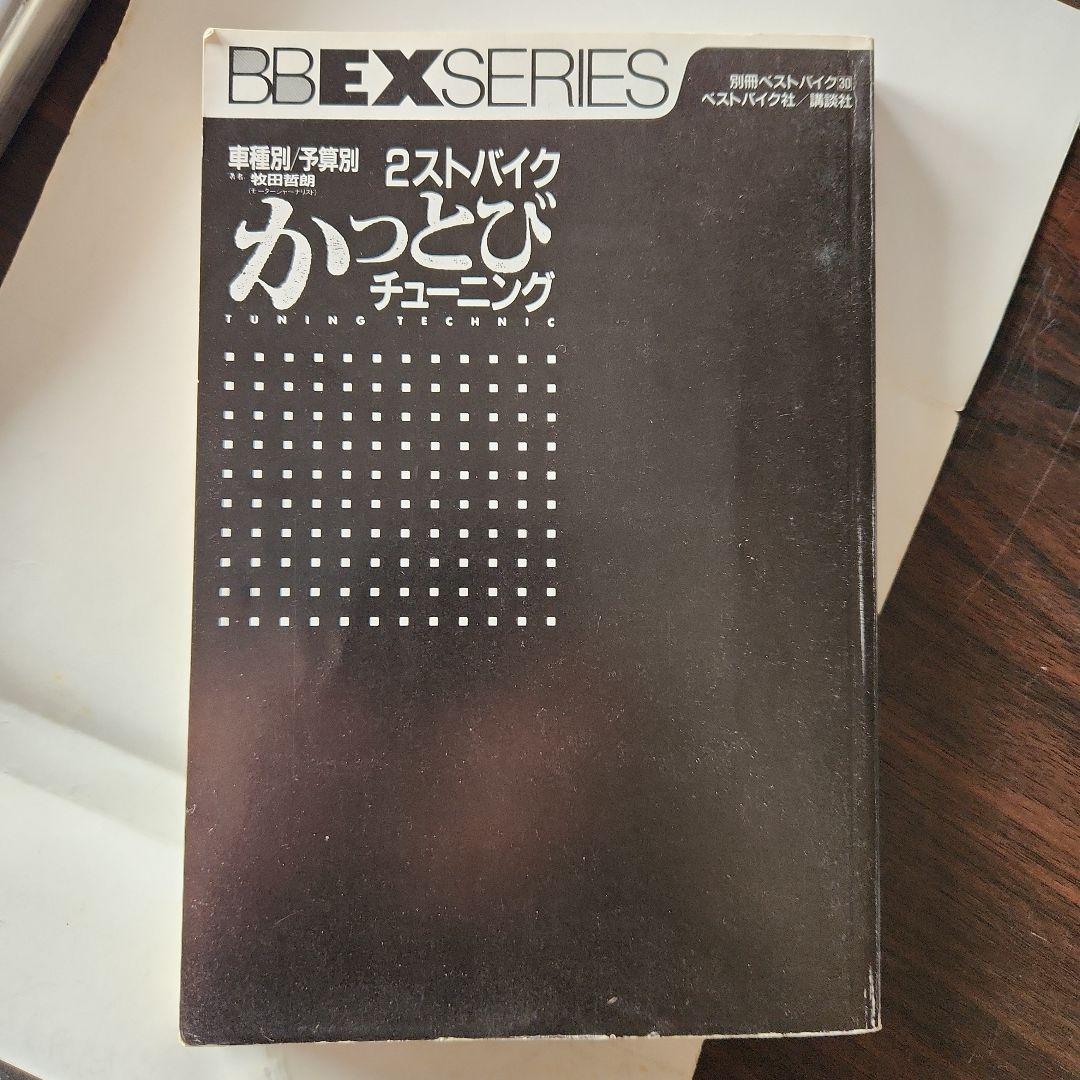 BBEXSERIES
別冊ベストバイク30
ベストバイク社/講談社
車種別/予算別
著者 牧田哲朗
(モータージャーナリスト)
2ストバイク
かっとび
チューニング
TUNING TECHNIC